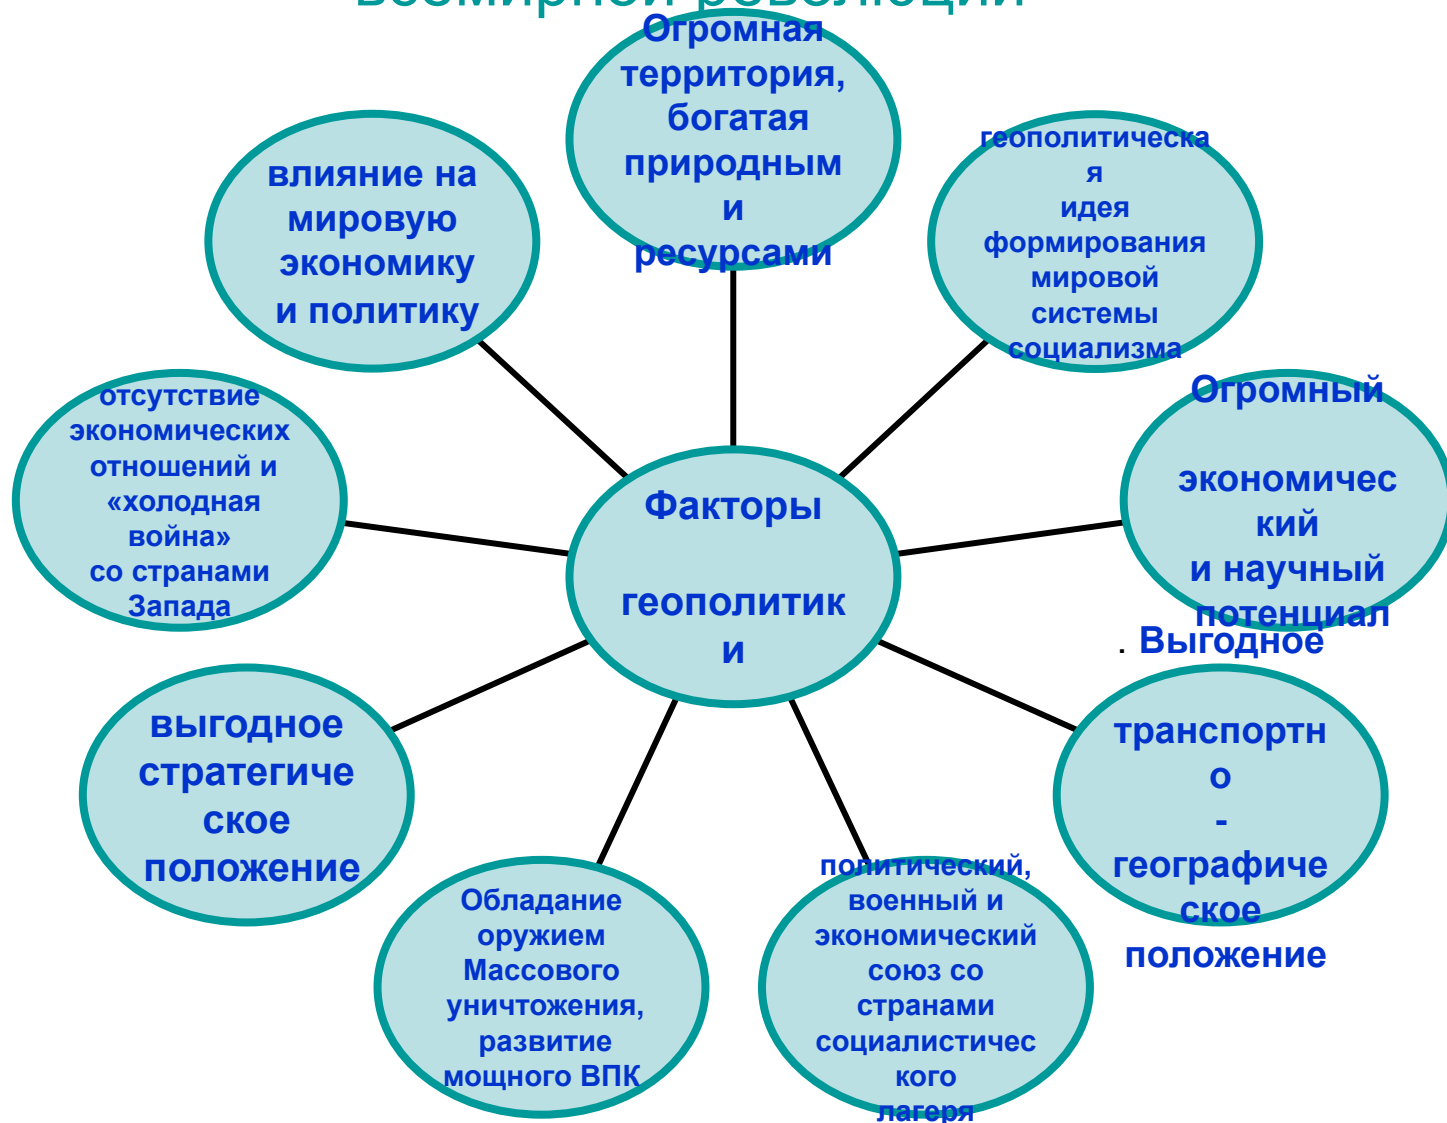 всемирной революции
Огромная
территория,
богатая
природным
и
ресурсами
геополитическа
я
идея
формирования
мировой
системы
социализма
Огромный
экономичес
кий
и научный
потенциал
. Выгодное
транспортн
о
-
географиче
ское
положение
политический,
военный и
экономический
союз со
странами
социалистичес
кого
лагеря
Обладание
оружием
Массового
уничтожения,
развитие
мощного ВПК
выгодное
стратегиче
ское
положение
отсутствие
экономических
отношений и
«холодная
война»
со странами
Запада
влияние на
мировую
экономику
и политику
Факторы
геополитик
и